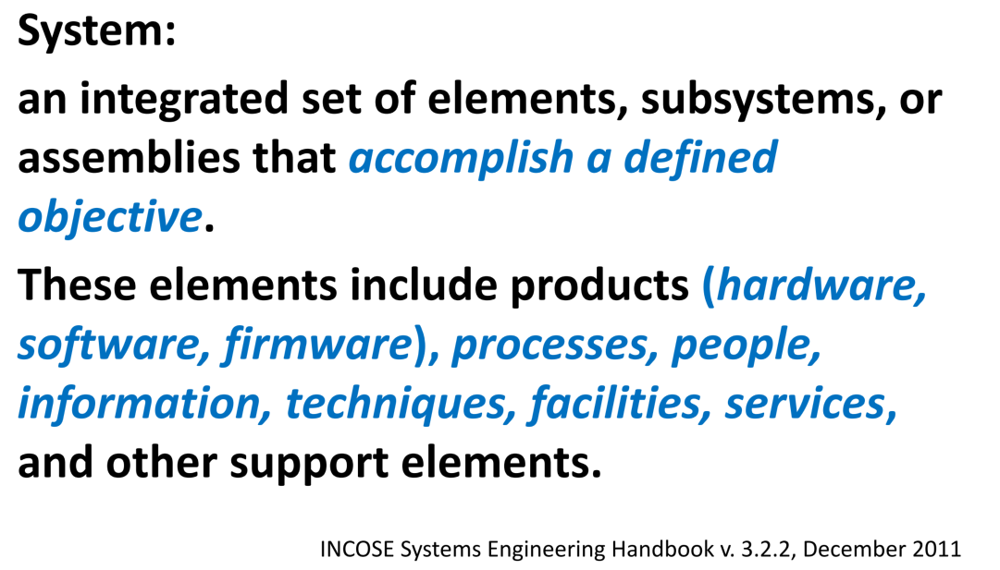 System:
an integrated set of elements, subsystems, or
assemblies that accomplish a defined
objective.
These elements include products (hardware,
software, firmware), processes, people,
information, techniques, facilities, services,
and other support elements.
INCOSE Systems Engineering Handbook v. 3.2.2, December 2011